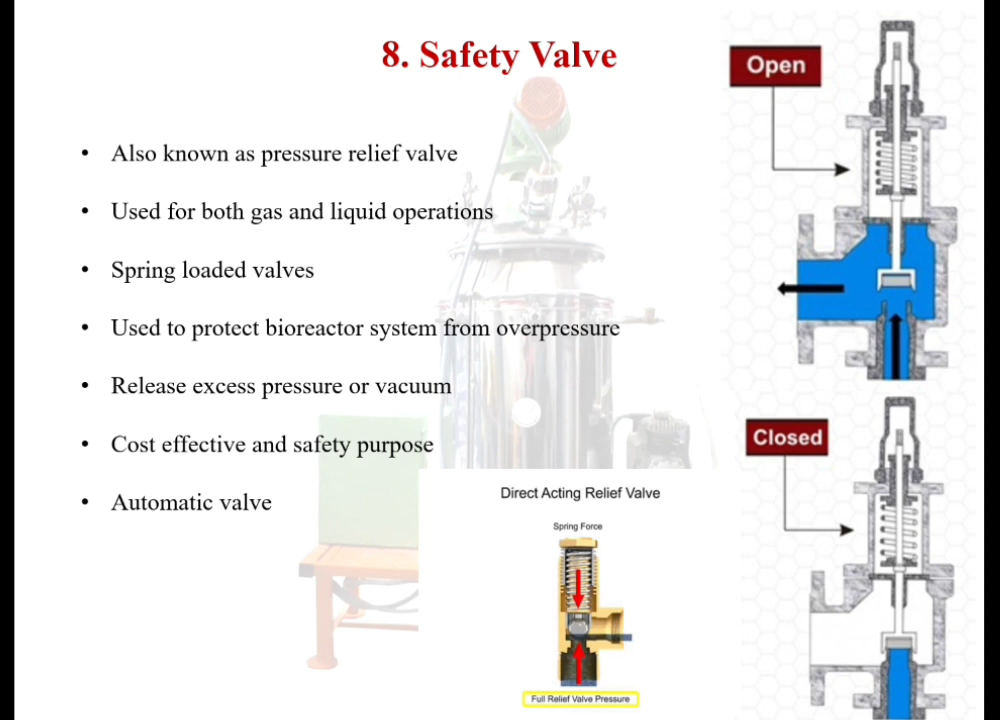 8. Safety Valve
• Also known as pressure relief valve
• Used for both gas and liquid operations
• Spring loaded valves
• Used to protect bioreactor system from overpressure
• Release excess pressure or vacuum
• Cost effective and safety purpose
• Automatic valve
Direct Acting Relief Valve
Spring Force
Full Relief Valve Pressure
Open
Closed